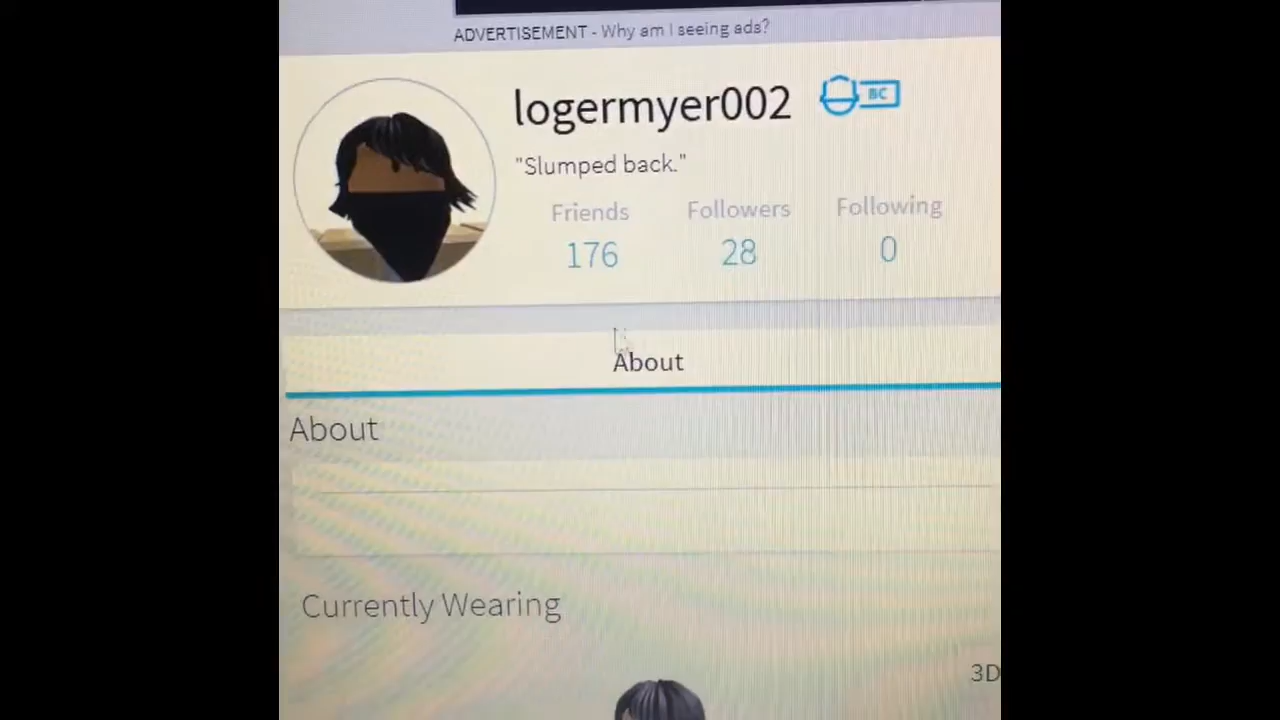 ADVERTISEMENT - Why am I seeing ads?
logermyer002
BC
"Slumped back."
Friends Followers Following
176 28 0
About
About
Currently Wearing
3D